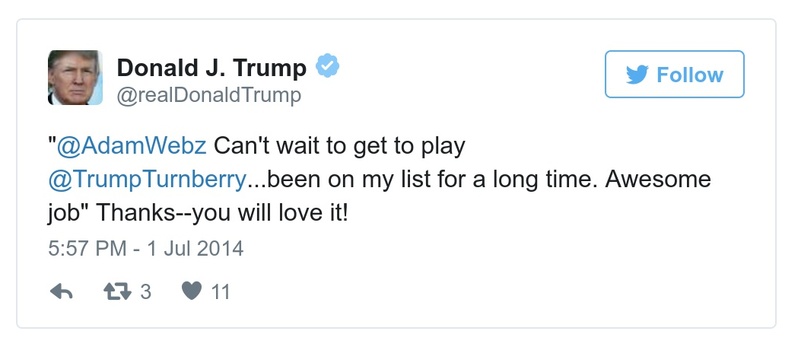 Donald J. Trump
@realDonaldTrump
Follow
"@AdamWebz Can't wait to get to play
@TrumpTurnberry...been on my list for a long time. Awesome
job" Thanks--you will love it!
5:57 PM - 1 Jul 2014
3 11